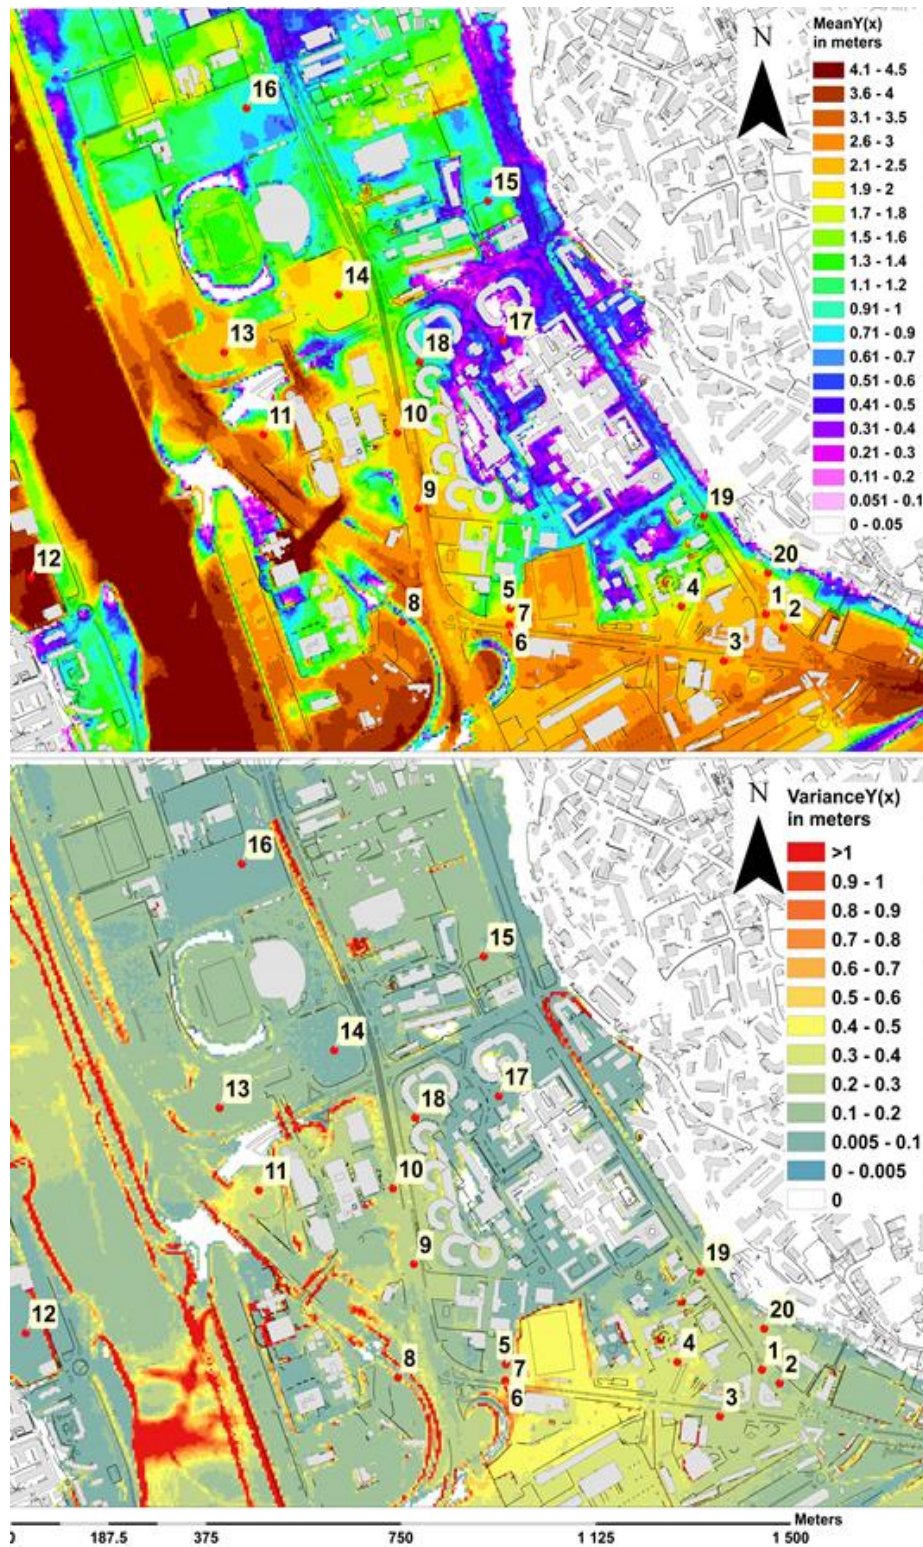 MeanY(x)
in meters
N
4.1 - 4.5
3.6 - 4
3.1 - 3.5
2.6 - 3
2.1 - 2.5
1.9 - 2
1.7 - 1.8
1.5 - 1.6
1.3 - 1.4
1.1 - 1.2
0.91 - 1
0.71 - 0.9
0.61 - 0.7
0.51 - 0.6
0.41 - 0.5
0.31 - 0.4
0.21 - 0.3
0.11 - 0.2
0.051 - 0.1
0 - 0.05
16
15
14
13
17
18
11
10
9
19
12
20
5
4
1
8
7
2
6
3
VarianceY(x)
in meters
N
>1
0.9 - 1
0.8 - 0.9
0.7 - 0.8
0.6 - 0.7
0.5 - 0.6
0.4 - 0.5
0.3 - 0.4
0.2 - 0.3
0.1 - 0.2
0.005 - 0.1
0 - 0.005
0
16
15
14
13
17
18
11
10
9
19
12
20
5
4
1
8
7
2
6
3
Meters
0 187.5 375 750 1 125 1 500